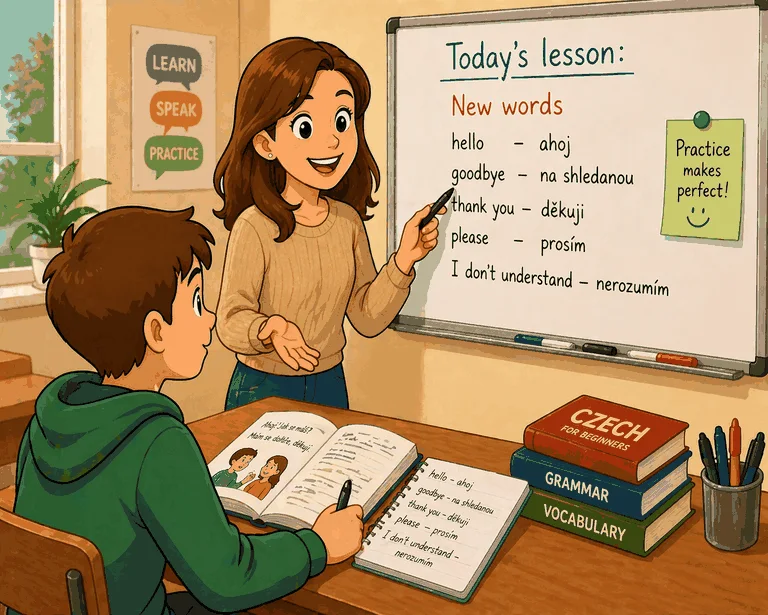 LEARN
SPEAK
PRACTICE
Today's lesson:
New words
hello – ahoj
goodbye – na shledanou
thank you – děkuji
please – prosím
I don't understand – nerozumím
Practice
makes
perfect!
Ahoj! Jak se máš?
Mám se dobře, děkuji.
hello – ahoj
goodbye – na shledanou
thank you – děkuji
please – prosím
I don't understand –
nerozumím
CZECH
FOR BEGINNERS
GRAMMAR
VOCABULARY